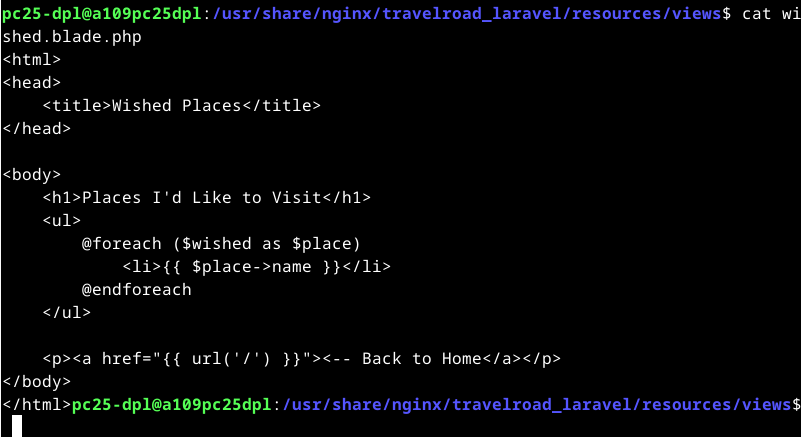 pc25-dpl@a109pc25dpl:/usr/share/nginx/travelroad_laravel/resources/views$ cat wi
shed.blade.php
<html>
<head>
    <title>Wished Places</title>
</head>

<body>
    <h1>Places I'd Like to Visit</h1>
    <ul>
        @foreach ($wished as $place)
            <li>{{ $place->name }}</li>
        @endforeach
    </ul>

    <p><a href="{{ url('/') }}"><-- Back to Home</a></p>
</body>
</html>pc25-dpl@a109pc25dpl:/usr/share/nginx/travelroad_laravel/resources/views$